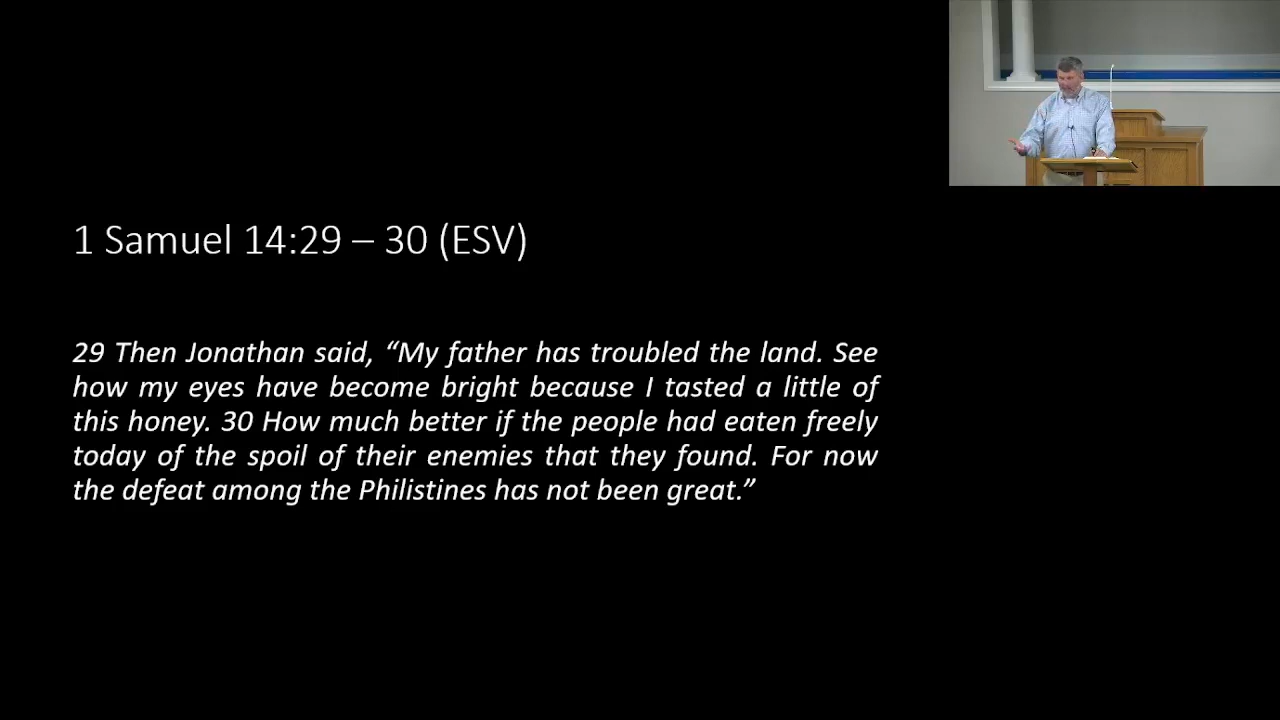 1 Samuel 14:29 – 30 (ESV)
29 Then Jonathan said, “My father has troubled the land. See
how my eyes have become bright because I tasted a little of
this honey. 30 How much better if the people had eaten freely
today of the spoil of their enemies that they found. For now
the defeat among the Philistines has not been great.”